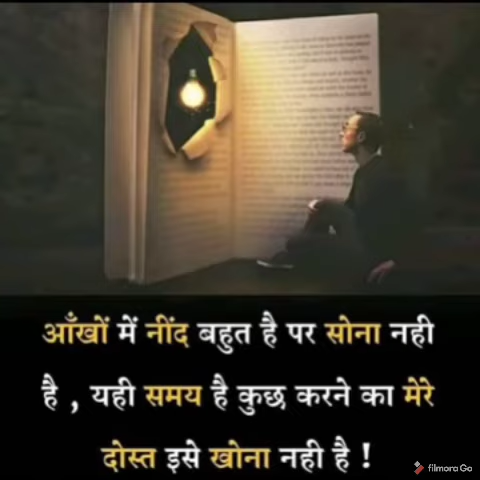 आँखों में नींद बहुत है पर सोना नही
है , यही समय है कुछ करने का मेरे
दोस्त इसे खोना नही है !
filmora Go